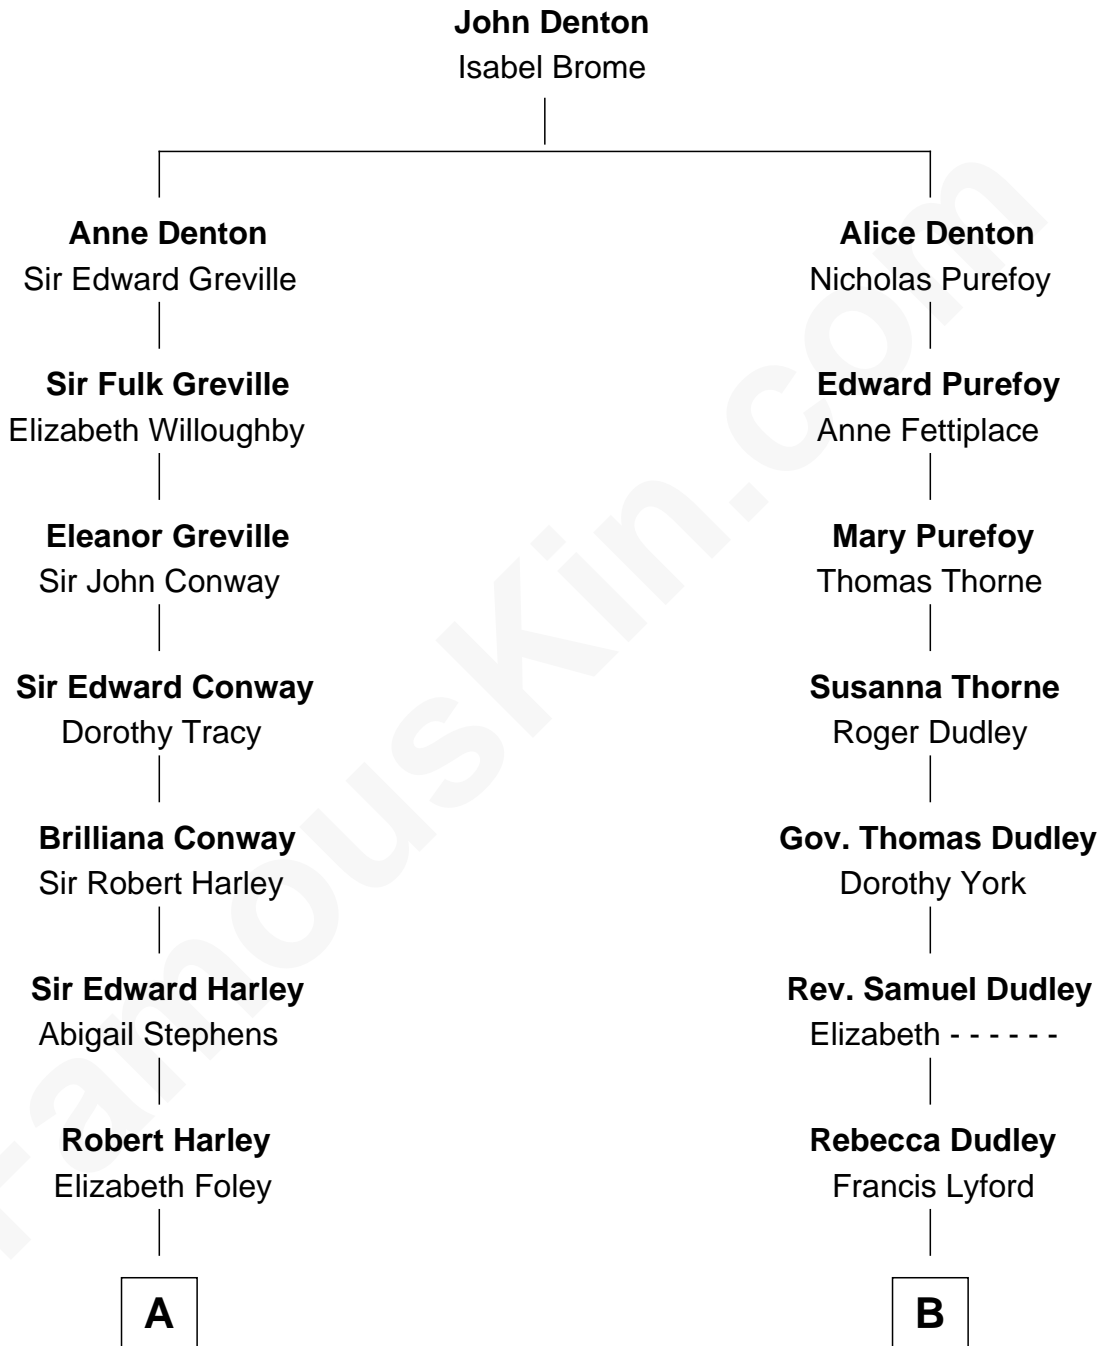 John Denton
Isabel Brome
Anne Denton
Sir Edward Greville
Alice Denton
Nicholas Purefoy
Sir Fulk Greville
Elizabeth Willoughby
Edward Purefoy
Anne Fettiplace
Eleanor Greville
Sir John Conway
Mary Purefoy
Thomas Thorne
Sir Edward Conway
Dorothy Tracy
Susanna Thorne
Roger Dudley
Brilliana Conway
Sir Robert Harley
Gov. Thomas Dudley
Dorothy York
Sir Edward Harley
Abigail Stephens
Rev. Samuel Dudley
Elizabeth - - - - - -
Robert Harley
Elizabeth Foley
Rebecca Dudley
Francis Lyford
A
B
FamousKin.com